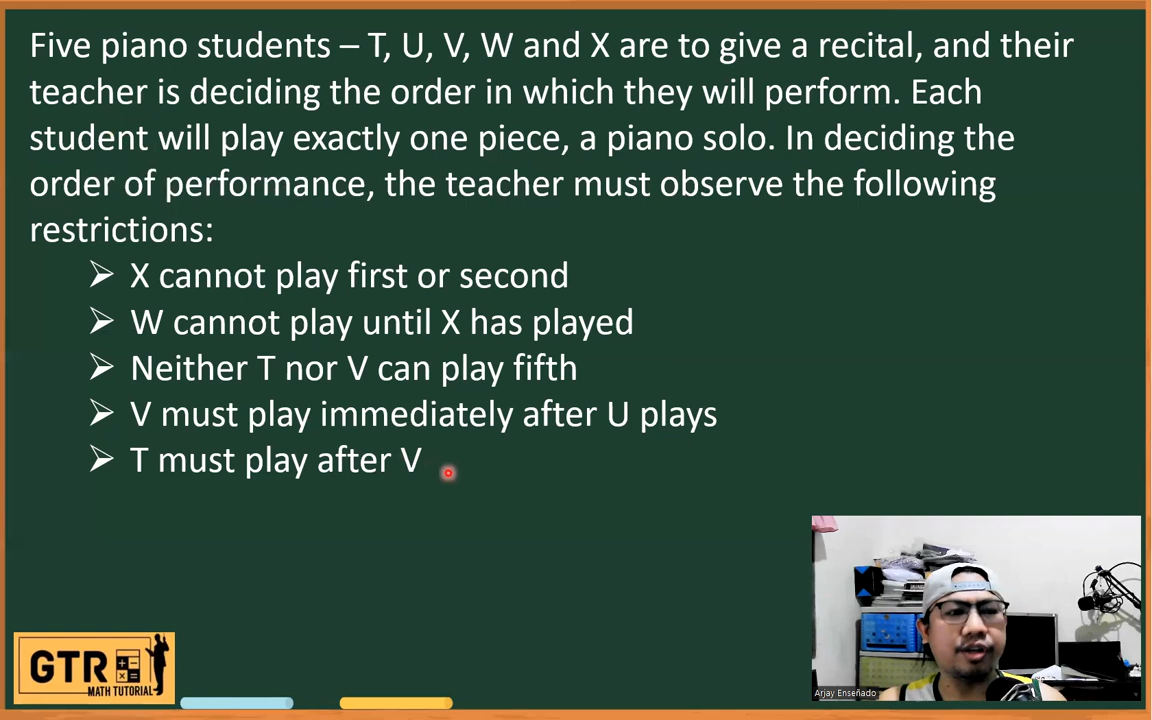 Five piano students – T, U, V, W and X are to give a recital, and their
teacher is deciding the order in which they will perform. Each
student will play exactly one piece, a piano solo. In deciding the
order of performance, the teacher must observe the following
restrictions:
➢ X cannot play first or second
➢ W cannot play until X has played
➢ Neither T nor V can play fifth
➢ V must play immediately after U plays
➢ T must play after V
GTR
MATH TUTORIAL
Arjay Enseñado